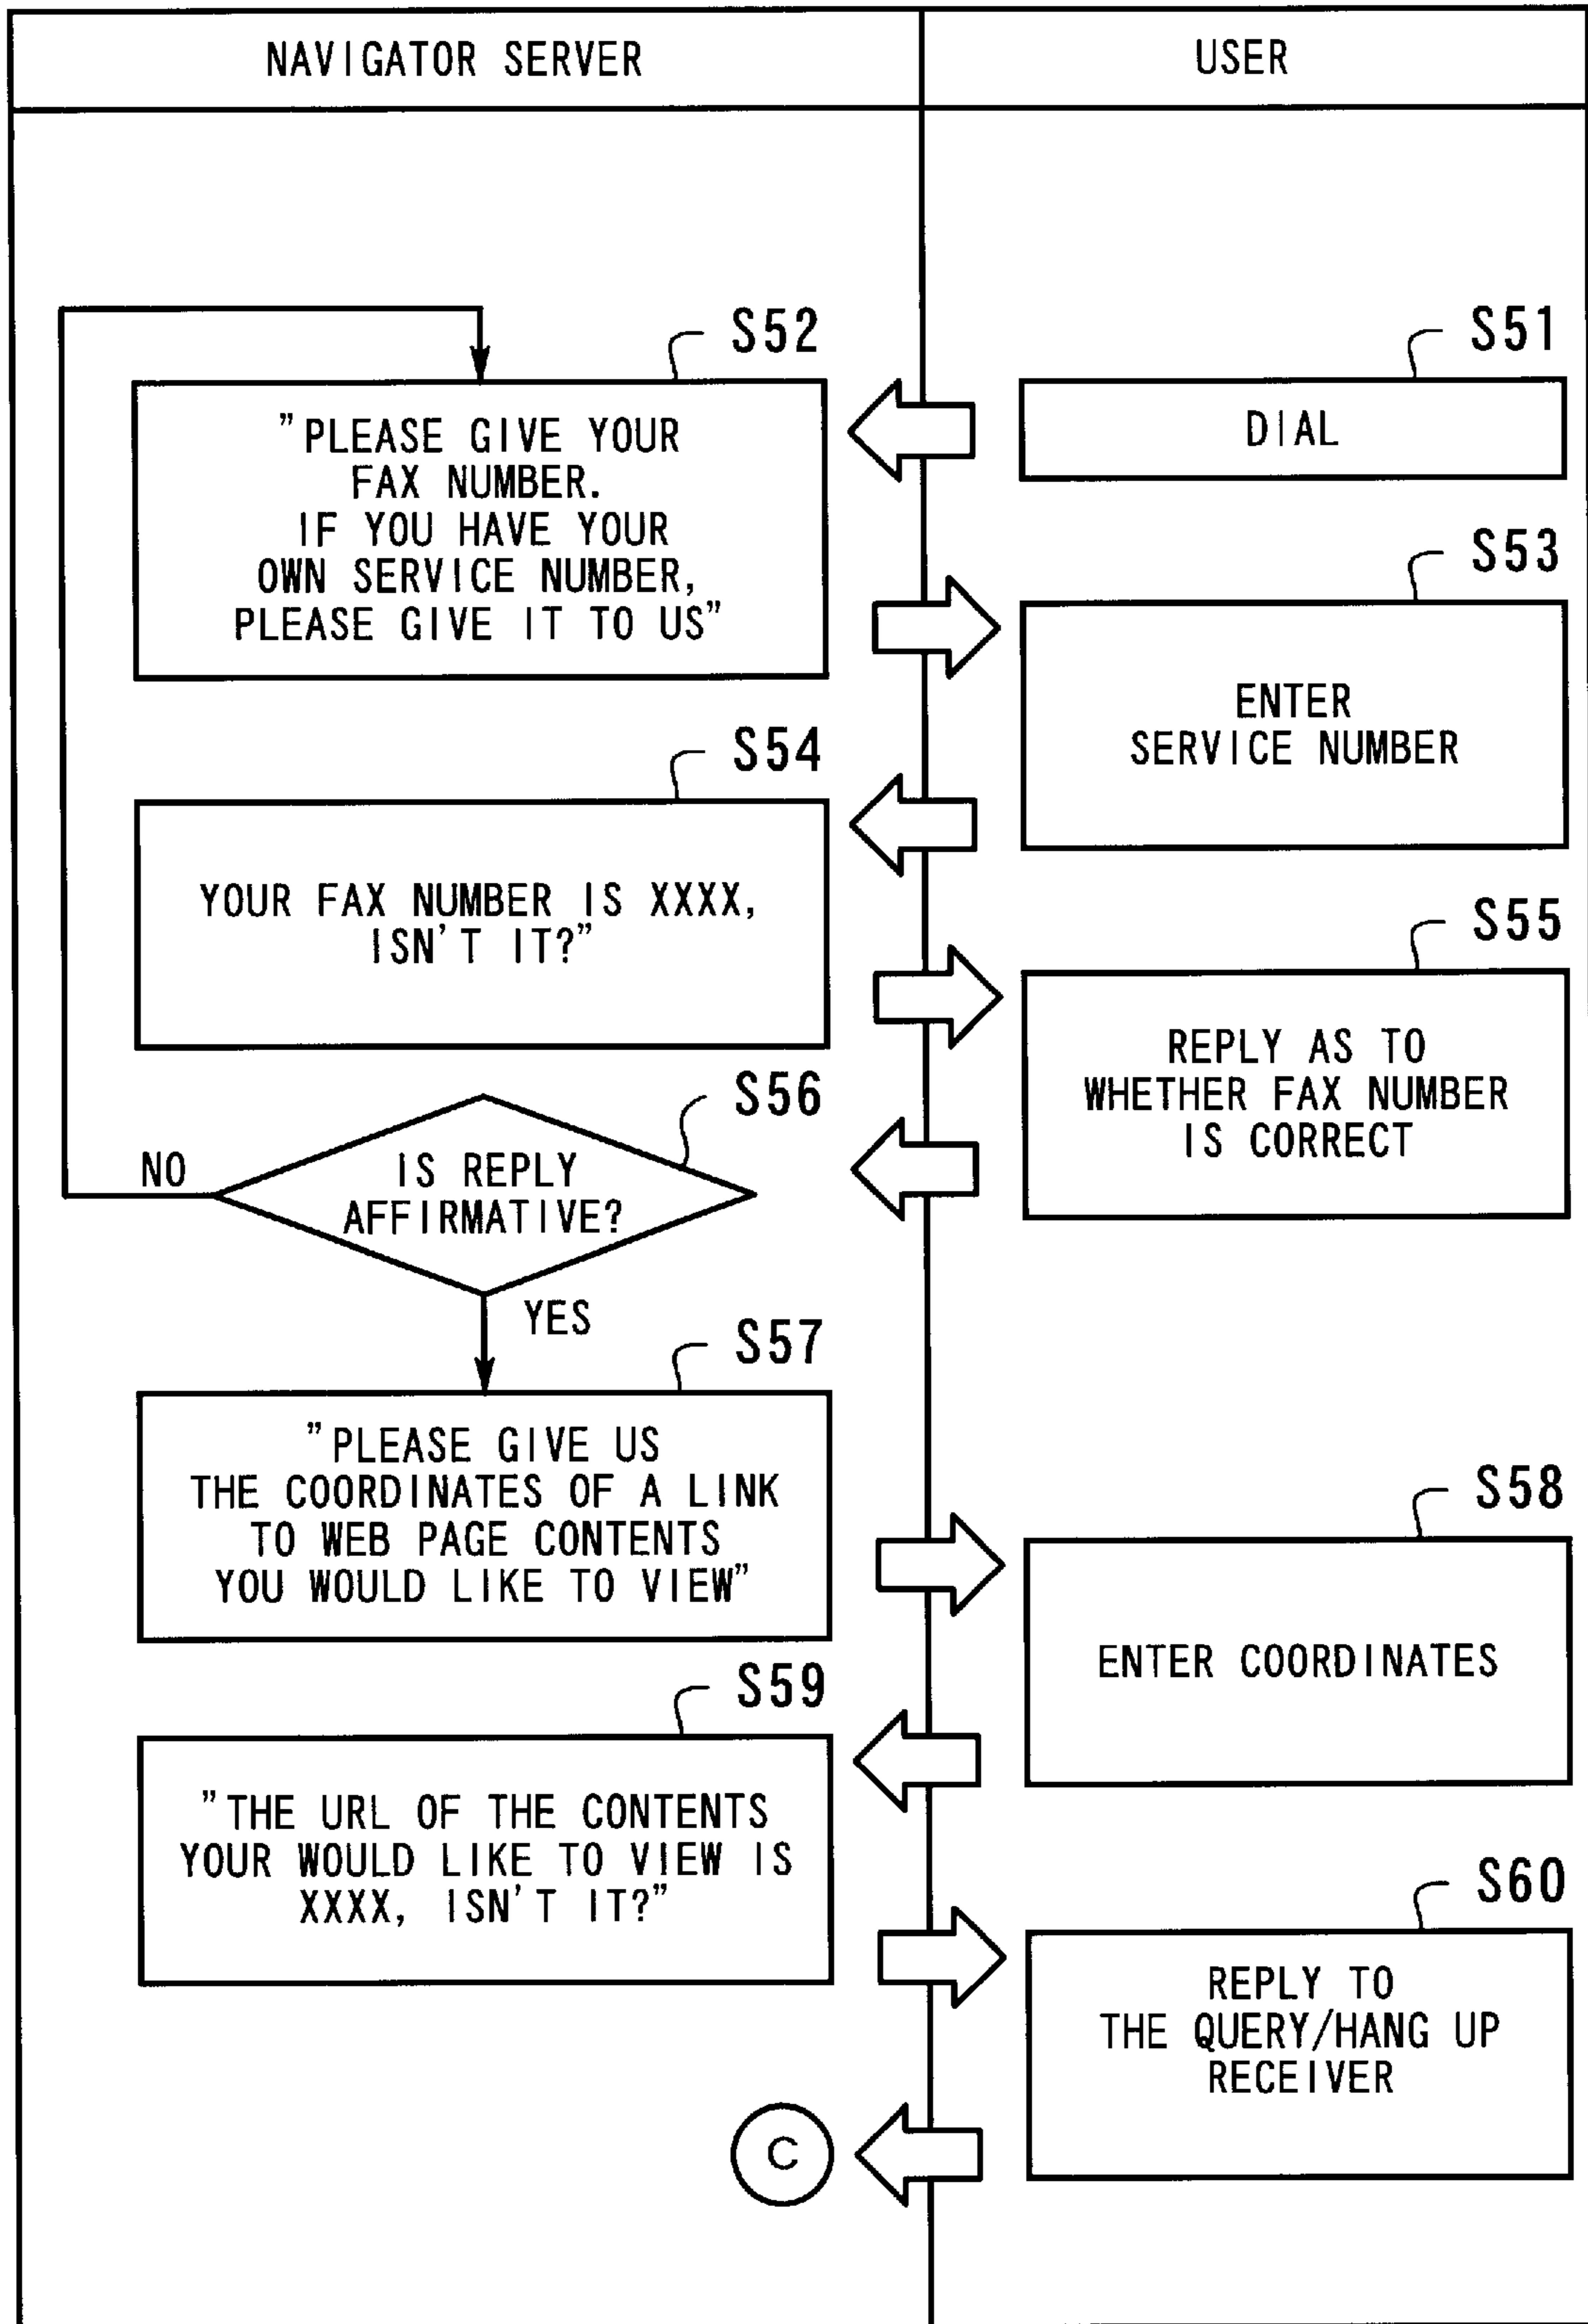 NAVIGATOR SERVER
USER
S52
"PLEASE GIVE YOUR
FAX NUMBER.
IF YOU HAVE YOUR
OWN SERVICE NUMBER,
PLEASE GIVE IT TO US"
S51
DIAL
S53
ENTER
SERVICE NUMBER
S54
YOUR FAX NUMBER IS XXXX,
ISN'T IT?"
S55
REPLY AS TO
WHETHER FAX NUMBER
IS CORRECT
S56
IS REPLY
AFFIRMATIVE?
NO
YES
S57
"PLEASE GIVE US
THE COORDINATES OF A LINK
TO WEB PAGE CONTENTS
YOU WOULD LIKE TO VIEW"
S58
ENTER COORDINATES
S59
"THE URL OF THE CONTENTS
YOUR WOULD LIKE TO VIEW IS
XXXX, ISN'T IT?"
S60
REPLY TO
THE QUERY/HANG UP
RECEIVER
C